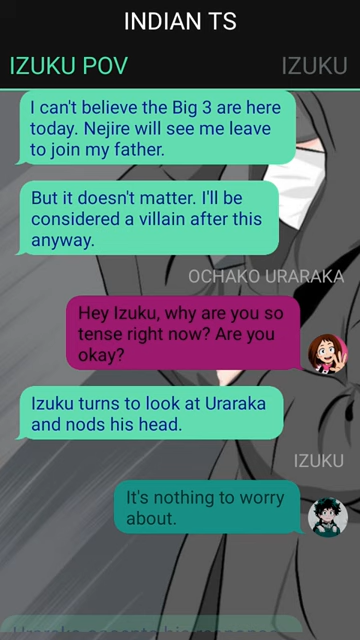 INDIAN TS
IZUKU POV
IZUKU
I can't believe the Big 3 are here
today. Nejire will see me leave
to join my father.
But it doesn't matter. I'll be
considered a villain after this
anyway.
OCHAKO URARAKA
Hey Izuku, why are you so
tense right now? Are you
okay?
Izuku turns to look at Uraraka
and nods his head.
IZUKU
It's nothing to worry
about.